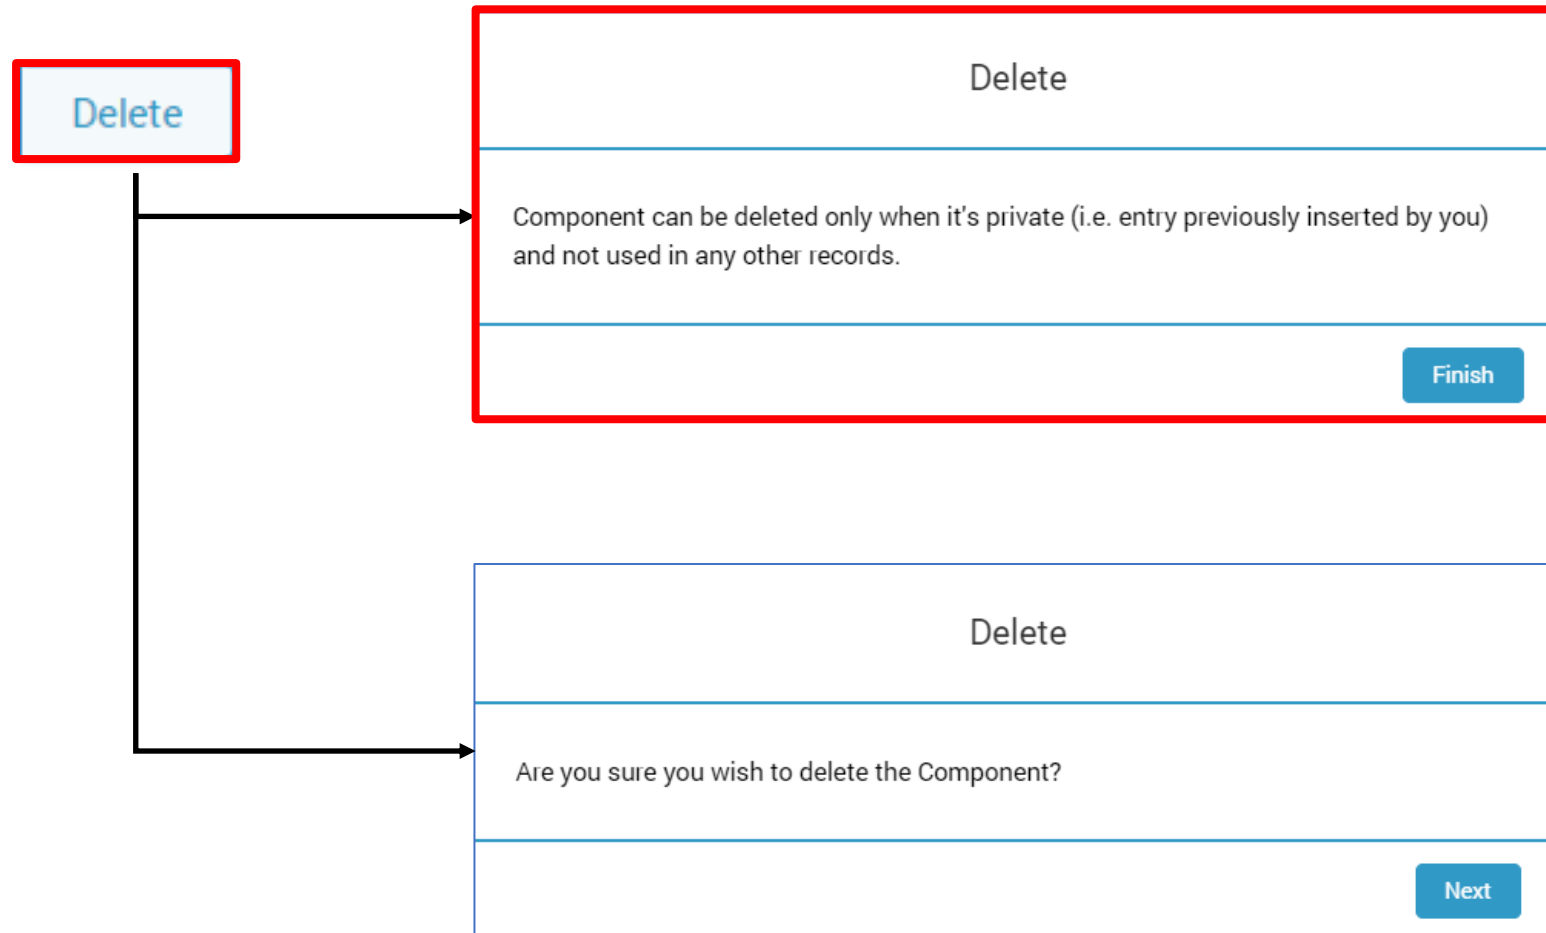 Delete
Delete
Component can be deleted only when it's private (i.e. entry previously inserted by you)
and not used in any other records.
Finish
Delete
Are you sure you wish to delete the Component?
Next